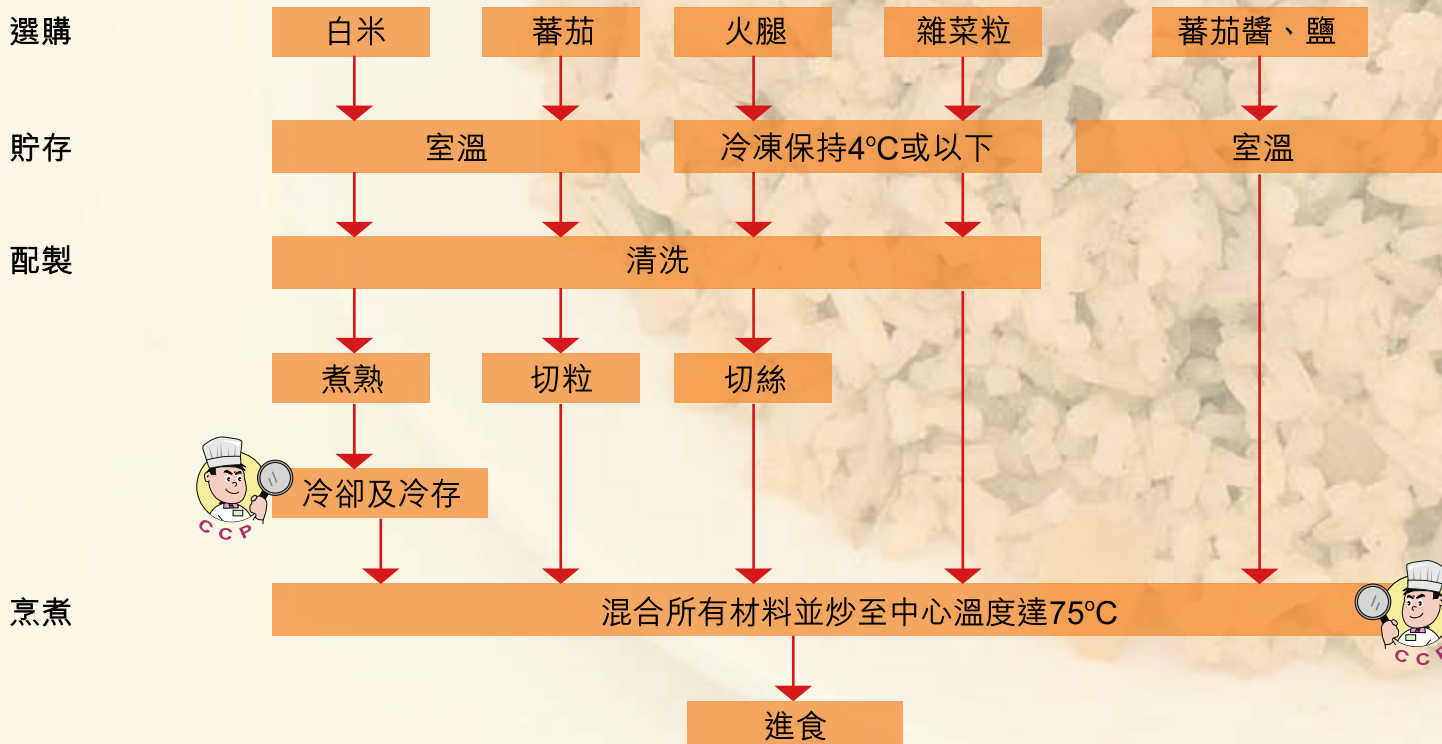 選購
白米
蕃茄
火腿
雜菜粒
蕃茄醬、鹽
貯存
室溫
冷凍保持4ºC或以下
室溫
配製
清洗
煮熟
切粒
切絲
冷卻及冷存
CCP
烹煮
混合所有材料並炒至中心溫度達75ºC
CCP
進食